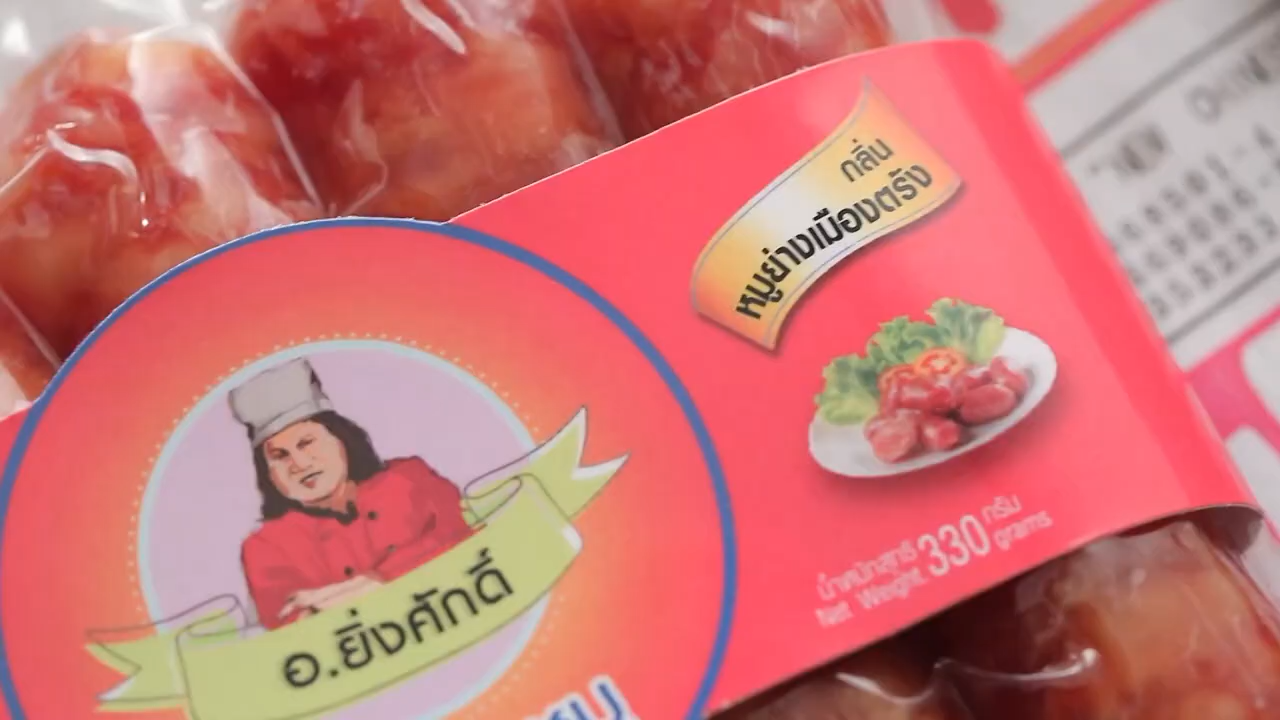 กลิ่น
หมูย่างเมืองตรัง
อ.ยิ่งศักดิ์
น้ำหนักสุทธิ 330 กรัม
Net Weight grams